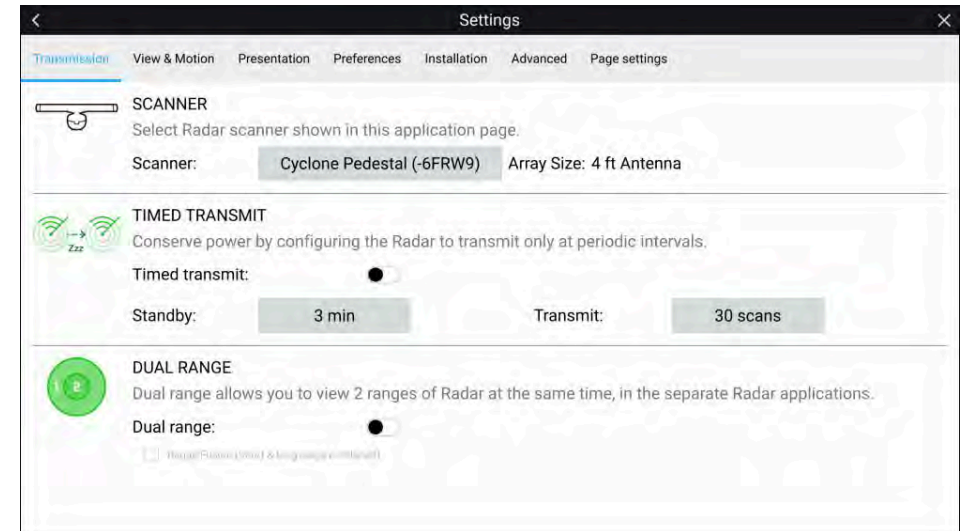 Settings
Transmission View & Motion Presentation Preferences Installation Advanced Page settings
SCANNER
Select Radar scanner shown in this application page.
Scanner: Cyclone Pedestal (-6FRW9) Array Size: 4 ft Antenna
TIMED TRANSMIT
Zzz
Conserve power by configuring the Radar to transmit only at periodic intervals.
Timed transmit:
Standby: 3 min Transmit: 30 scans
DUAL RANGE
1 2
Dual range allows you to view 2 ranges of Radar at the same time, in the separate Radar applications.
Dual range: